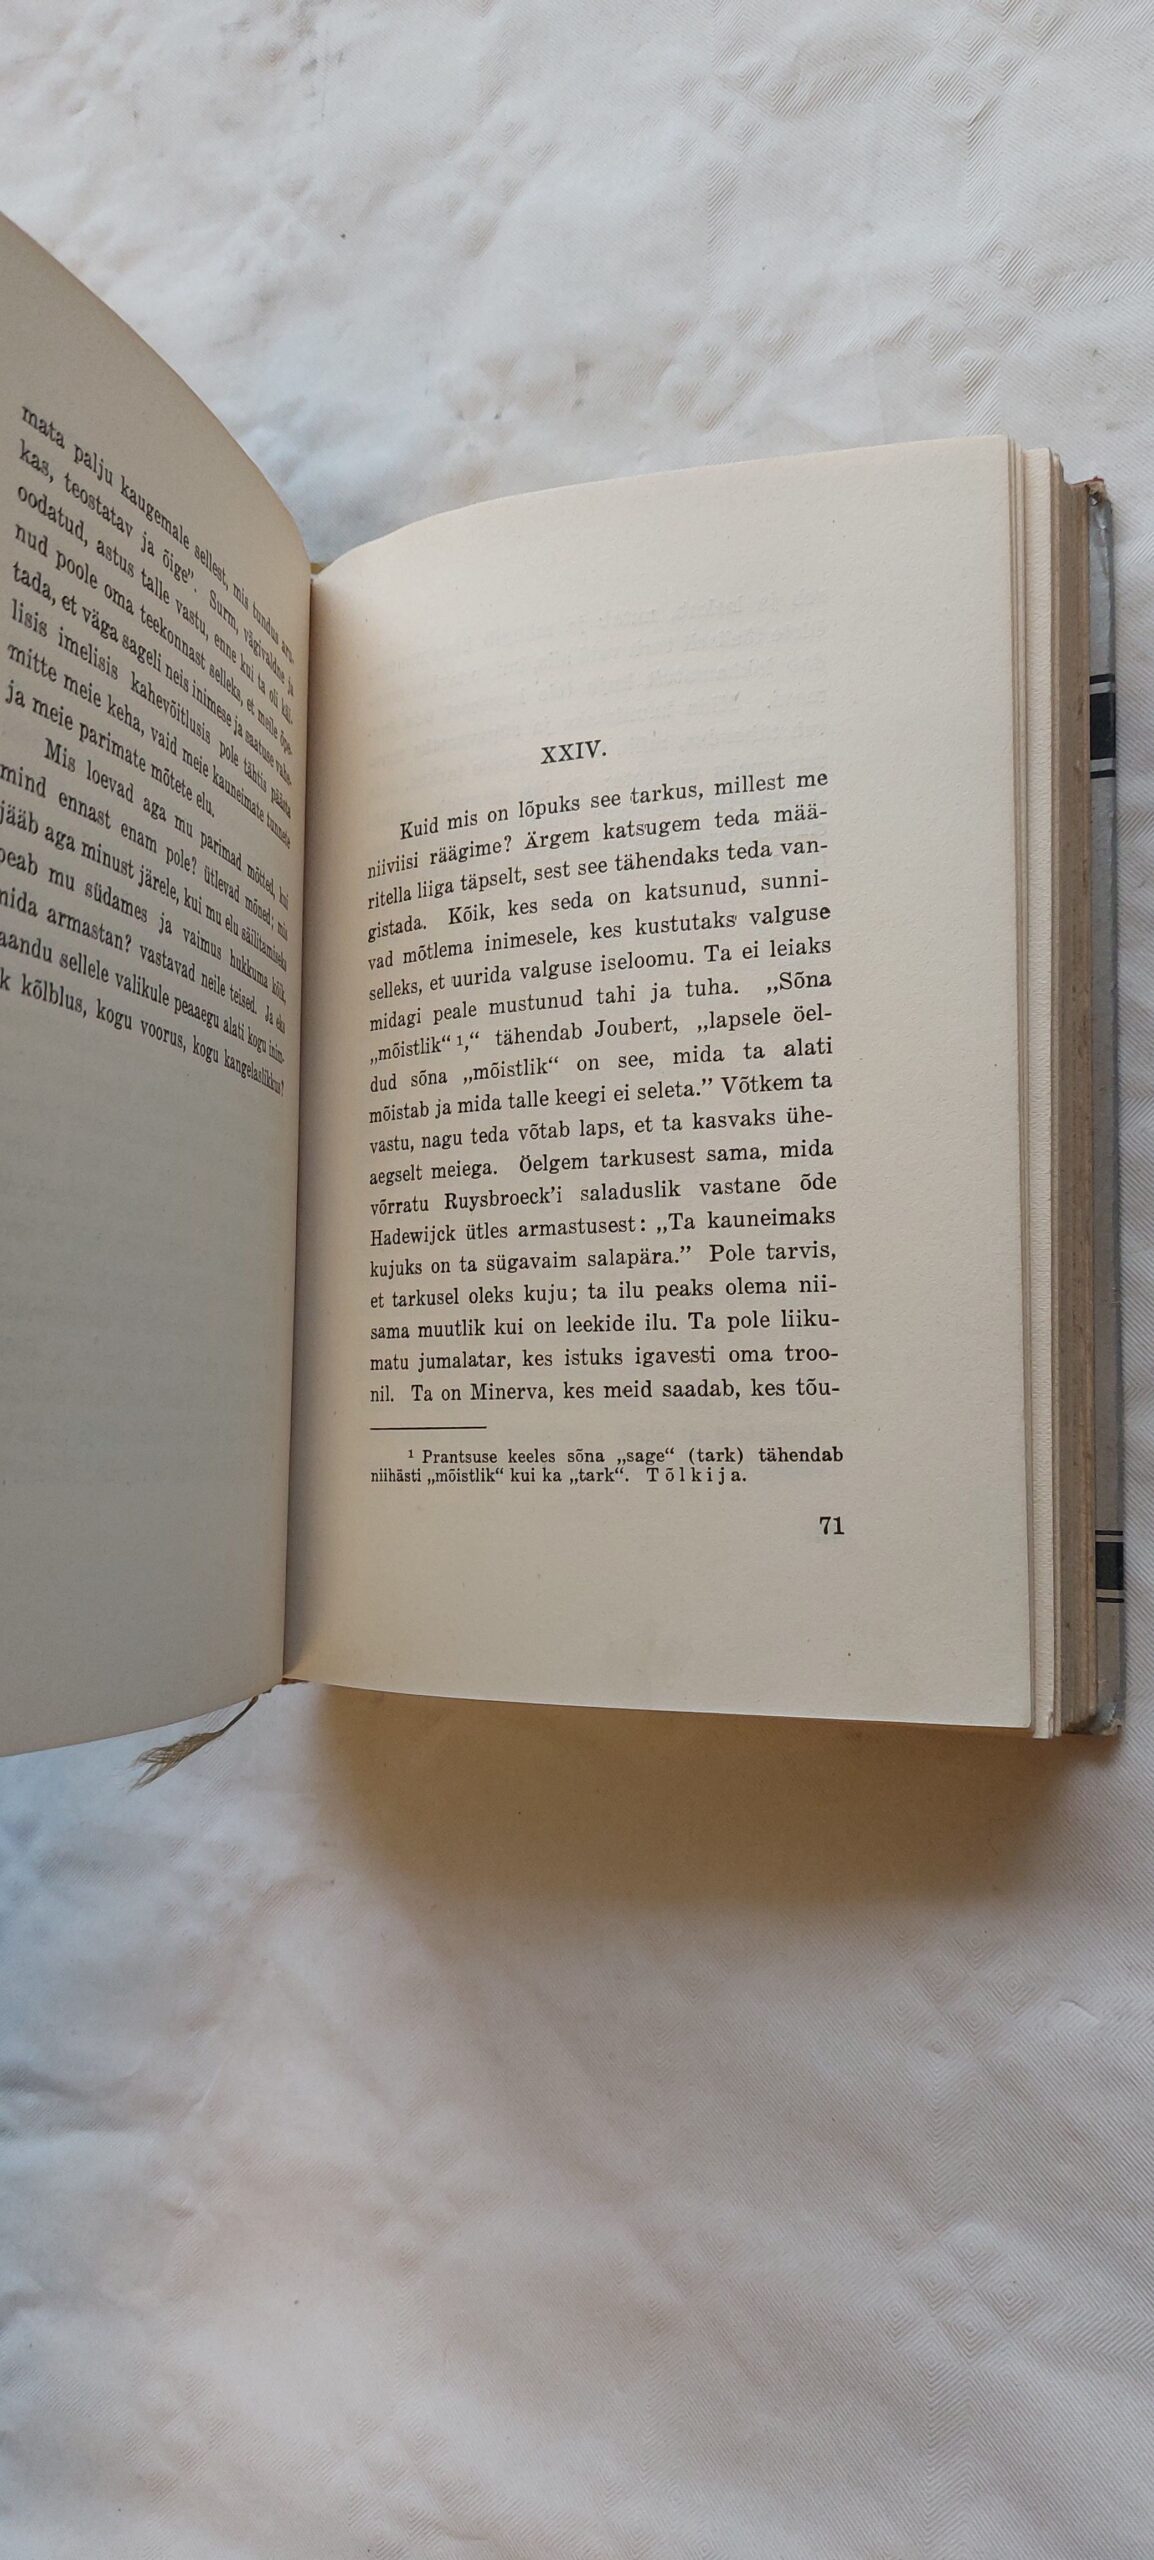 mata palju kaugemale sellest, mis tundus aru-
kas, teostatav ja õige”. Surm, vägivaldne ja
oodatud, astus talle vastu, enne kui ta oli käi-
nud poole oma teekonnast selleks, et meile õpe-
tada, et väga sageli neis inimese ja saatuse vahe-
lisis imelisis kahevõitlusis pole tähtis päästa
mitte meie keha, vaid meie kauneimate tunnete
ja meie parimate mõtete elu.
Mis loevad aga mu parimad mõtted, kui
mind ennast enam pole? ütlevad mõned; mis
jääb aga minust järele, kui mu elu säilitamiseks
peab mu südames ja vaimus hukkuma kõik,
mida armastan? vastavad neile teised. Ja eks
sellele valikule peaaegu alati kogu inim-
kõlblus, kogu voorus, kogu kangelaslikkus?
XXIV.
Kuid mis on lõpuks see tarkus, millest me
niiviisi räägime? Ärgem katsugem teda mää-
ritella liiga täpselt, sest see tähendaks teda van-
gistada. Kõik, kes seda on katsunud, sunni-
vad mõtlema inimesele, kes kustutaks valguse
selleks, et uurida valguse iseloomu. Ta ei leiaks
midagi peale mustunud tahi ja tuha. „Sõna
„mõistlik“ ¹,“ tähendab Joubert, „lapsele öel-
dud sõna „mõistlik“ on see, mida ta alati
mõistab ja mida talle keegi ei seleta.” Võtkem ta
vastu, nagu teda võtab laps, et ta kasvaks ühe-
aegselt meiega. Öelgem tarkusest sama, mida
võrratu Ruysbroeck’i saladuslik vastane õde
Hadewijck ütles armastusest: „Ta kauneimaks
kujuks on ta sügavaim salapära.” Pole tarvis,
et tarkusel oleks kuju; ta ilu peaks olema nii-
sama muutlik kui on leekide ilu. Ta pole liiku-
matu jumalatar, kes istuks igavesti oma troo-
nil. Ta on Minerva, kes meid saadab, kes tõu-
¹ Prantsuse keeles sõna „sage“ (tark) tähendab
niihästi „mõistlik“ kui ka „tark“. Tõlkija.
71